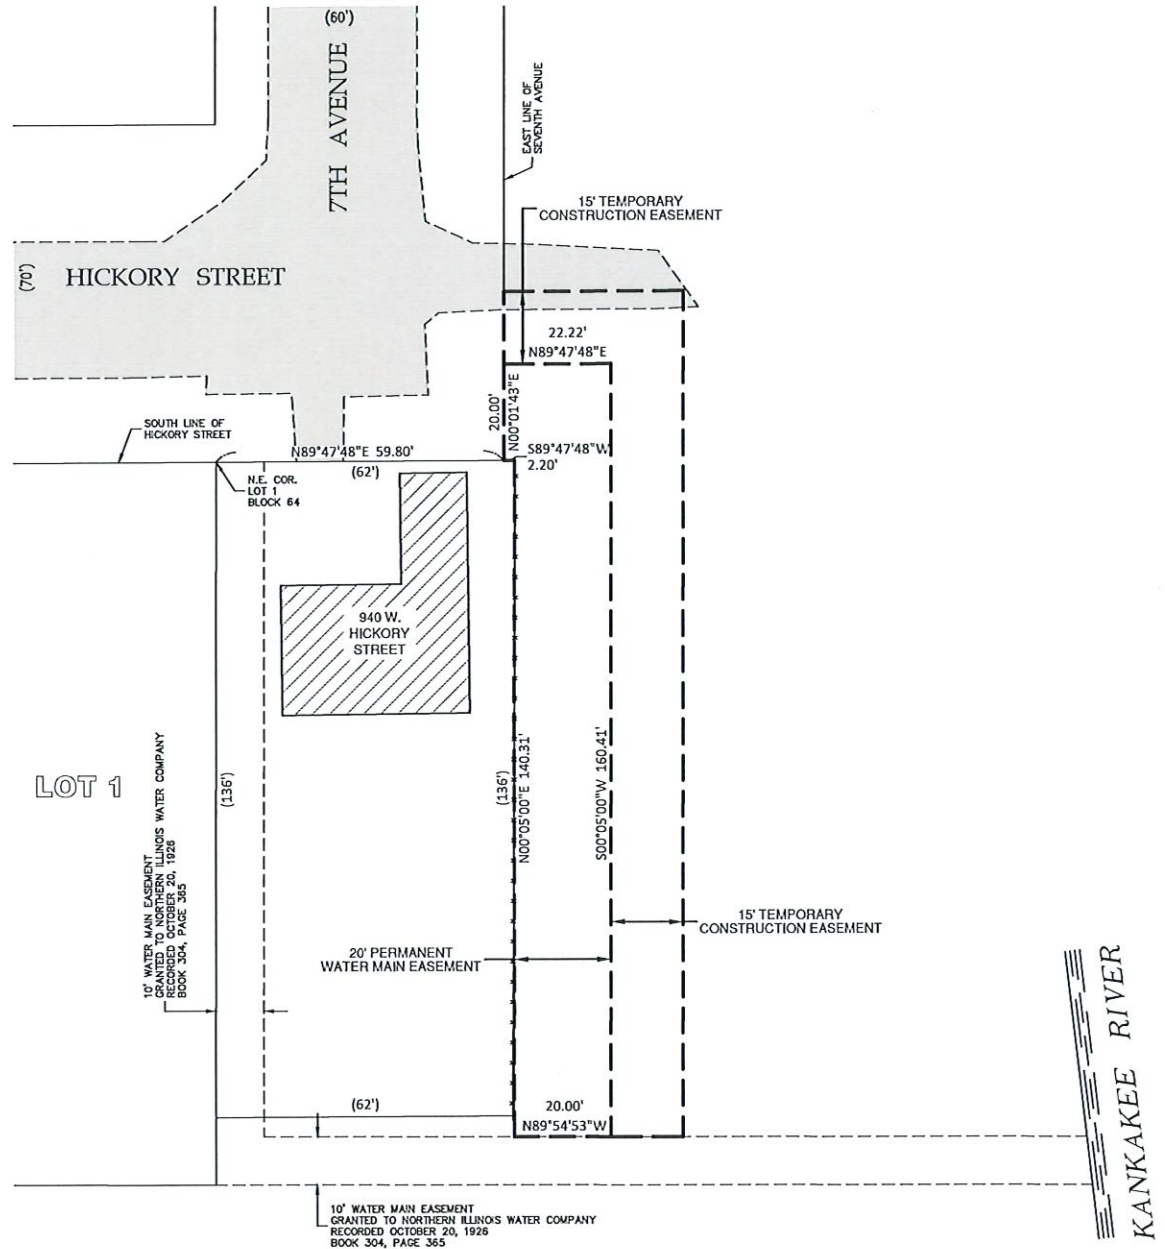 (60')
7TH AVENUE
EAST LINE OF
SEVENTH AVENUE
15' TEMPORARY
CONSTRUCTION EASEMENT
(70')
HICKORY STREET
22.22'
N89°47'48"E
20.00'
N00°01'43"E
SOUTH LINE OF
HICKORY STREET
N89°47'48"E 59.80'
(62')
S89°47'48"W
2.20'
N.E. COR.
LOT 1
BLOCK 64
940 W.
HICKORY
STREET
LOT 1
(136')
(136')
N00°05'00"E 140.31'
S00°05'00"W 160.41'
10' WATER MAIN EASEMENT
GRANTED TO NORTHERN ILLINOIS WATER COMPANY
RECORDED OCTOBER 20, 1926
BOOK 304, PAGE 365
15' TEMPORARY
CONSTRUCTION EASEMENT
20' PERMANENT
WATER MAIN EASEMENT
KANKAKEE RIVER
(62')
20.00'
N89°54'53"W
10' WATER MAIN EASEMENT
GRANTED TO NORTHERN ILLINOIS WATER COMPANY
RECORDED OCTOBER 20, 1926
BOOK 304, PAGE 365